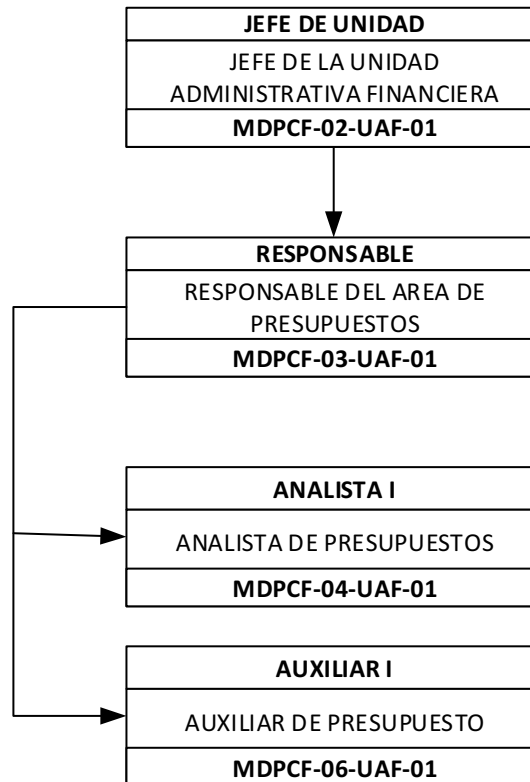 JEFE DE UNIDAD
JEFE DE LA UNIDAD
ADMINISTRATIVA FINANCIERA
MDPCF-02-UAF-01
RESPONSABLE
RESPONSABLE DEL AREA DE
PRESUPUESTOS
MDPCF-03-UAF-01
ANALISTA I
ANALISTA DE PRESUPUESTOS
MDPCF-04-UAF-01
AUXILIAR I
AUXILIAR DE PRESUPUESTO
MDPCF-06-UAF-01